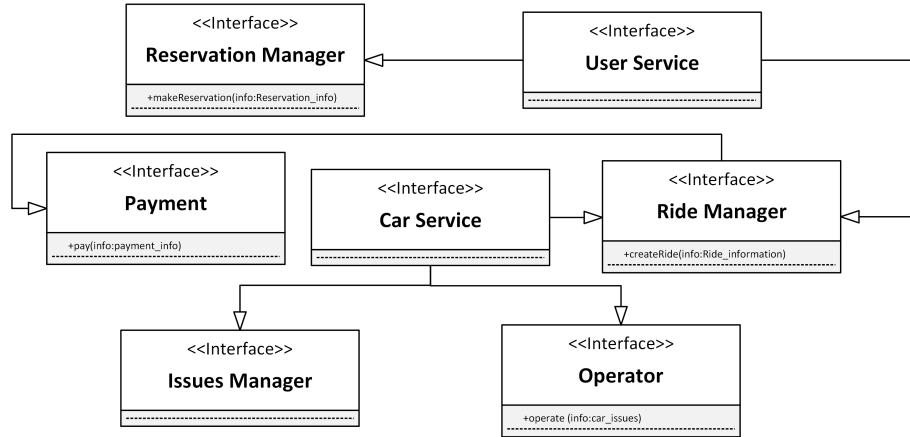 <<Interface>>
Reservation Manager
+makeReservation(info:Reservation_info)
<<Interface>>
User Service
<<Interface>>
Payment
+pay(info:payment_info)
<<Interface>>
Car Service
<<Interface>>
Ride Manager
+createRide(info:Ride_information)
<<Interface>>
Issues Manager
<<Interface>>
Operator
+operate (info:car_issues)